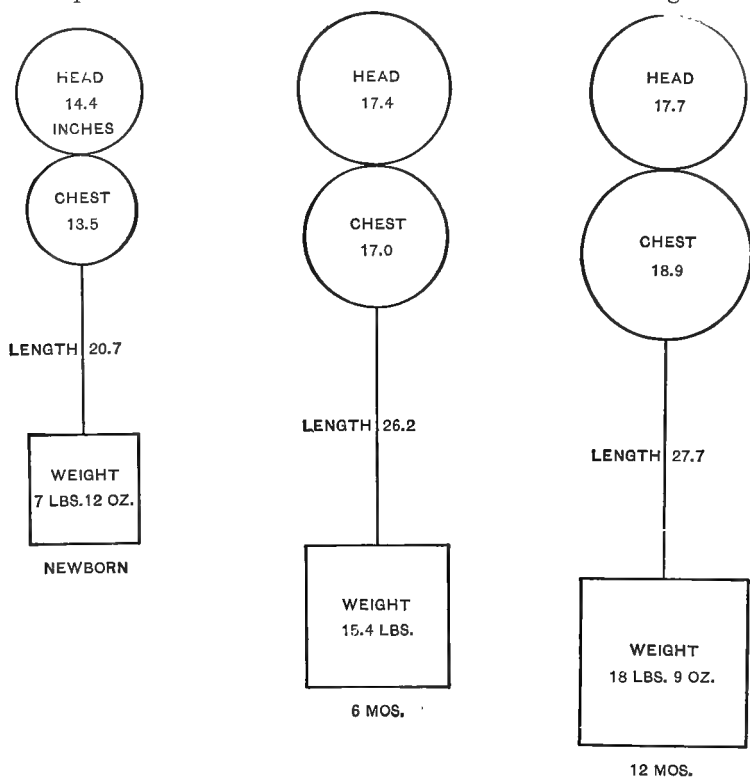 HEAD
14.4
INCHES
CHEST
13.5
LENGTH 20.7
WEIGHT
7 LBS.12 OZ.
NEWBORN
HEAD
17.4
CHEST
17.0
LENGTH 26.2
WEIGHT
15.4 LBS.
6 MOS.
HEAD
17.7
CHEST
18.9
LENGTH 27.7
WEIGHT
18 LBS. 9 OZ.
12 MOS.